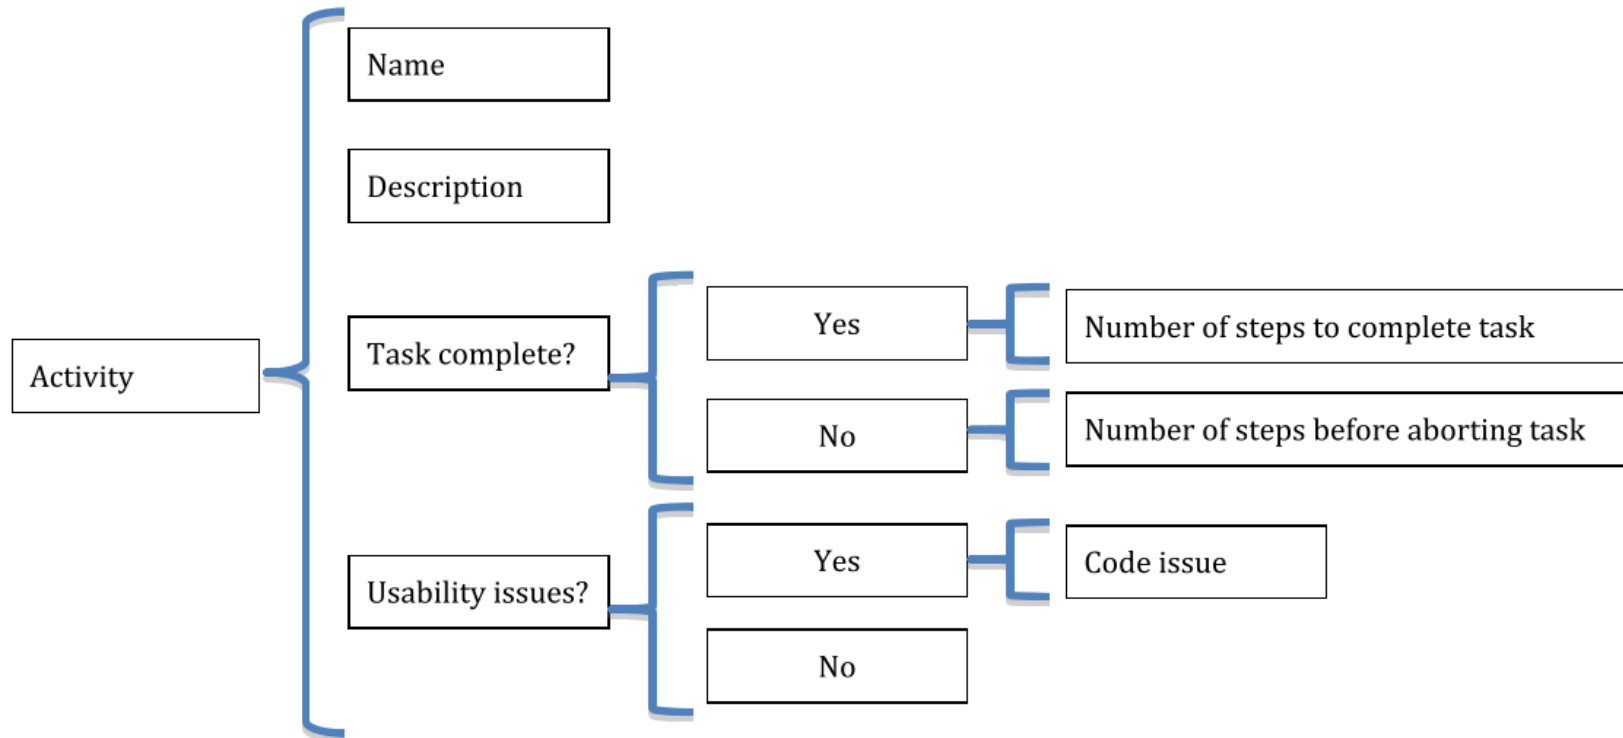 Name
Description
Activity
Task complete?
Yes
Number of steps to complete task
No
Number of steps before aborting task
Usability issues?
Yes
Code issue
No